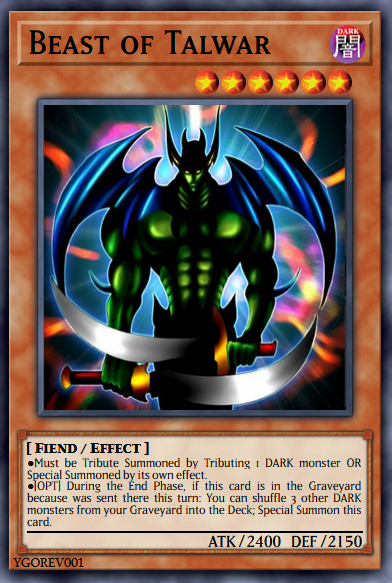 BEAST OF TALWAR
DARK
闇
[ FIEND / EFFECT ]
●Must be Tribute Summoned by Tributing 1 DARK monster OR
Special Summoned by its own effect.
●[OPT] During the End Phase, if this card is in the Graveyard
because was sent there this turn: You can shuffle 3 other DARK
monsters from your Graveyard into the Deck; Special Summon this
card.
ATK/2400 DEF/2150
YGOREV001